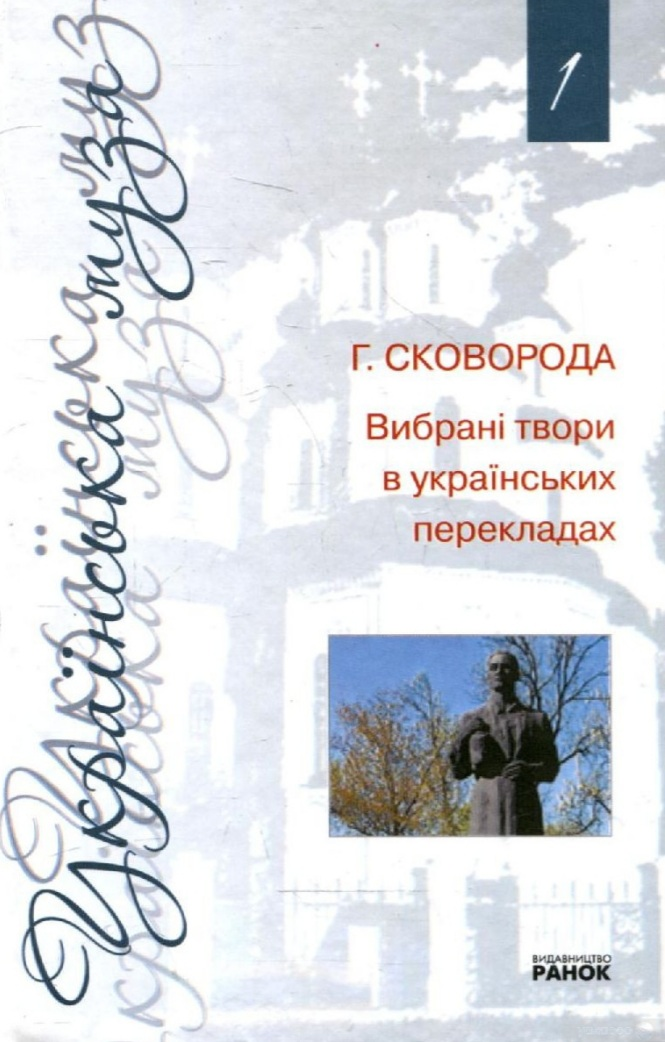 1
Українська муза
Г. СКОВОРОДА
Вибрані твори
в українських
перекладах
ВИДАВНИЦТВО
РАНОК